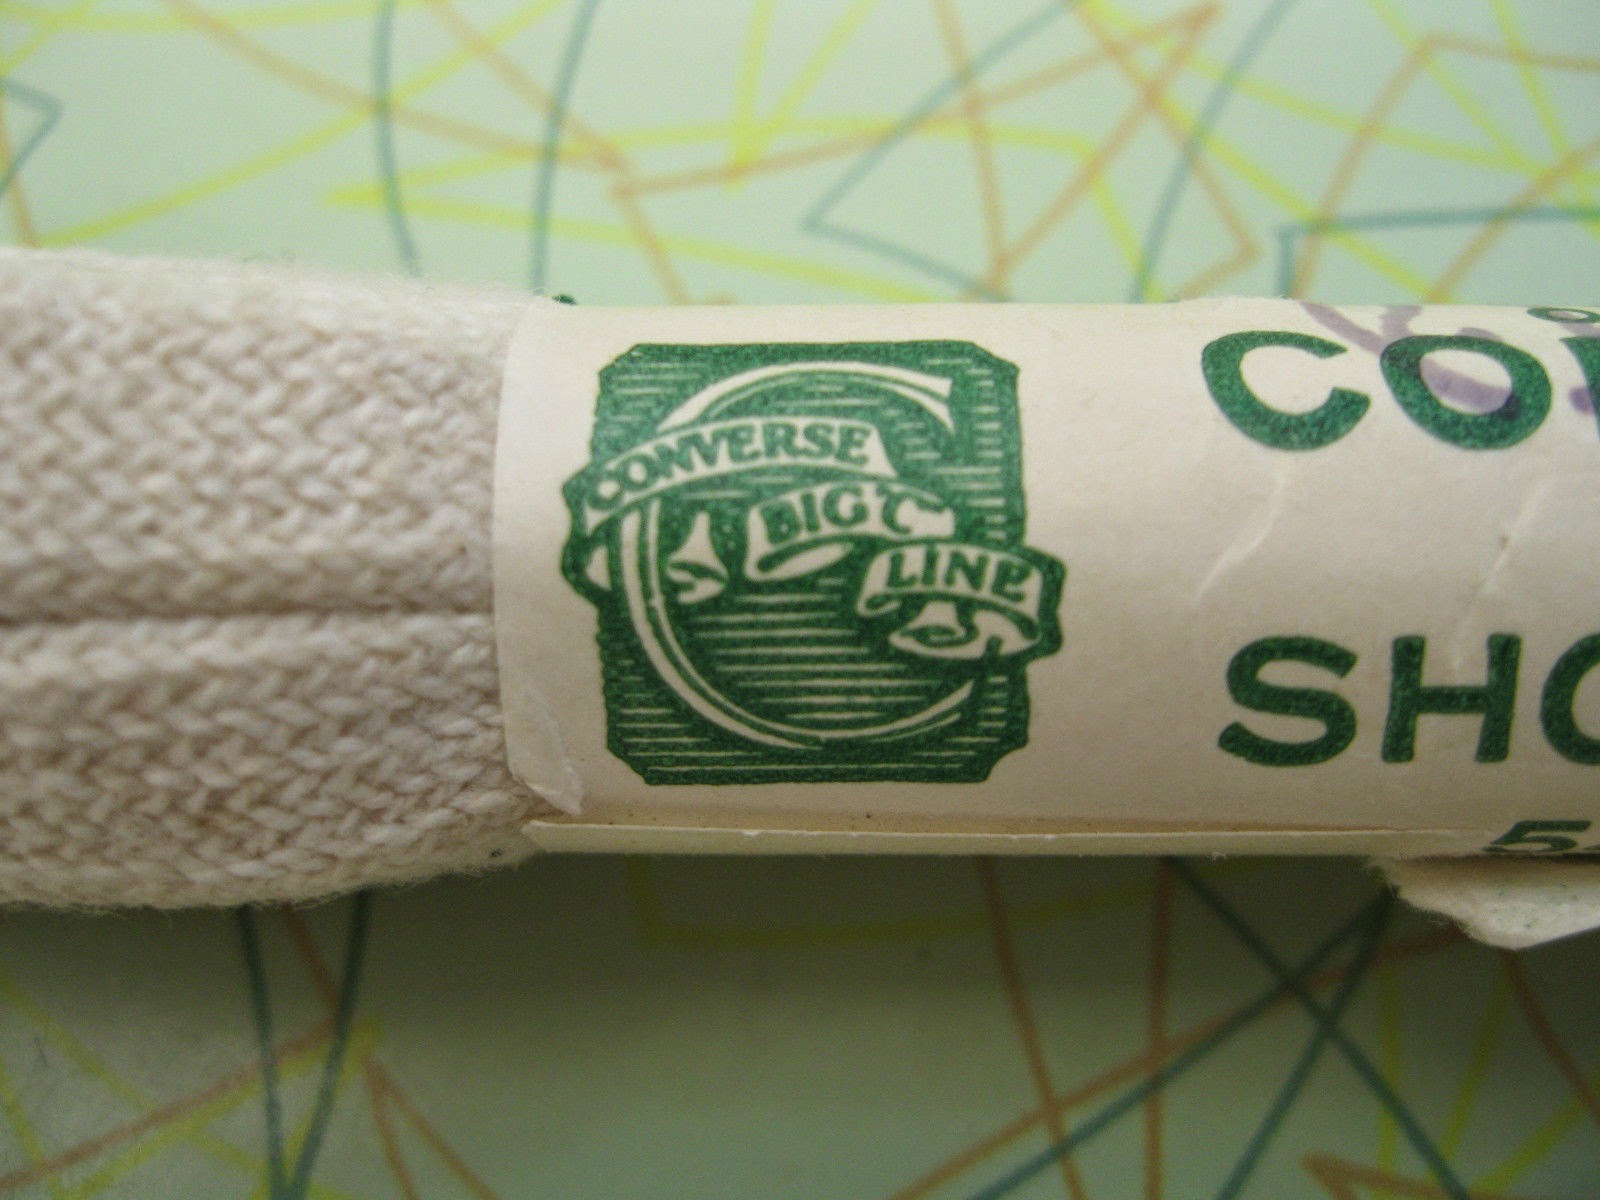 CONVERSE
BIG "C"
LINE
CO
SHO
5